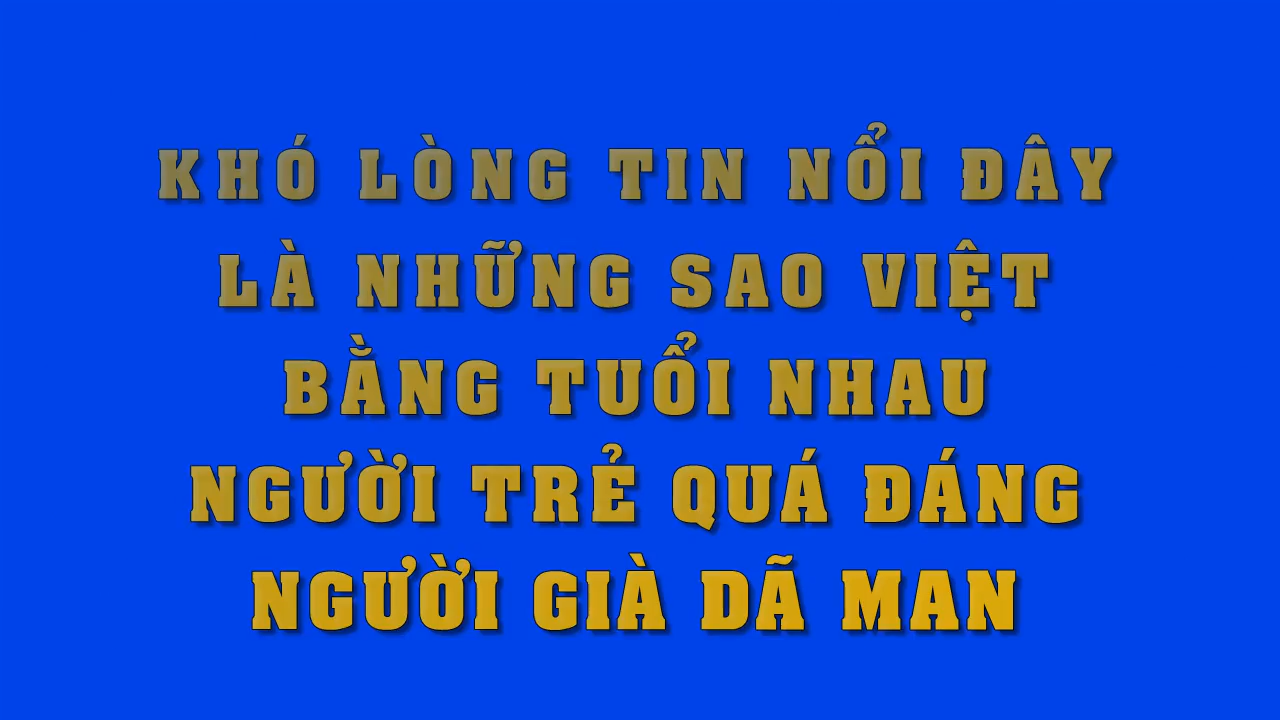 KHÓ LÒNG TIN NỔI ĐÂY
LÀ NHỮNG SAO VIỆT
BẰNG TUỔI NHAU
NGƯỜI TRẺ QUÁ ĐÁNG
NGƯỜI GIÀ DÃ MAN